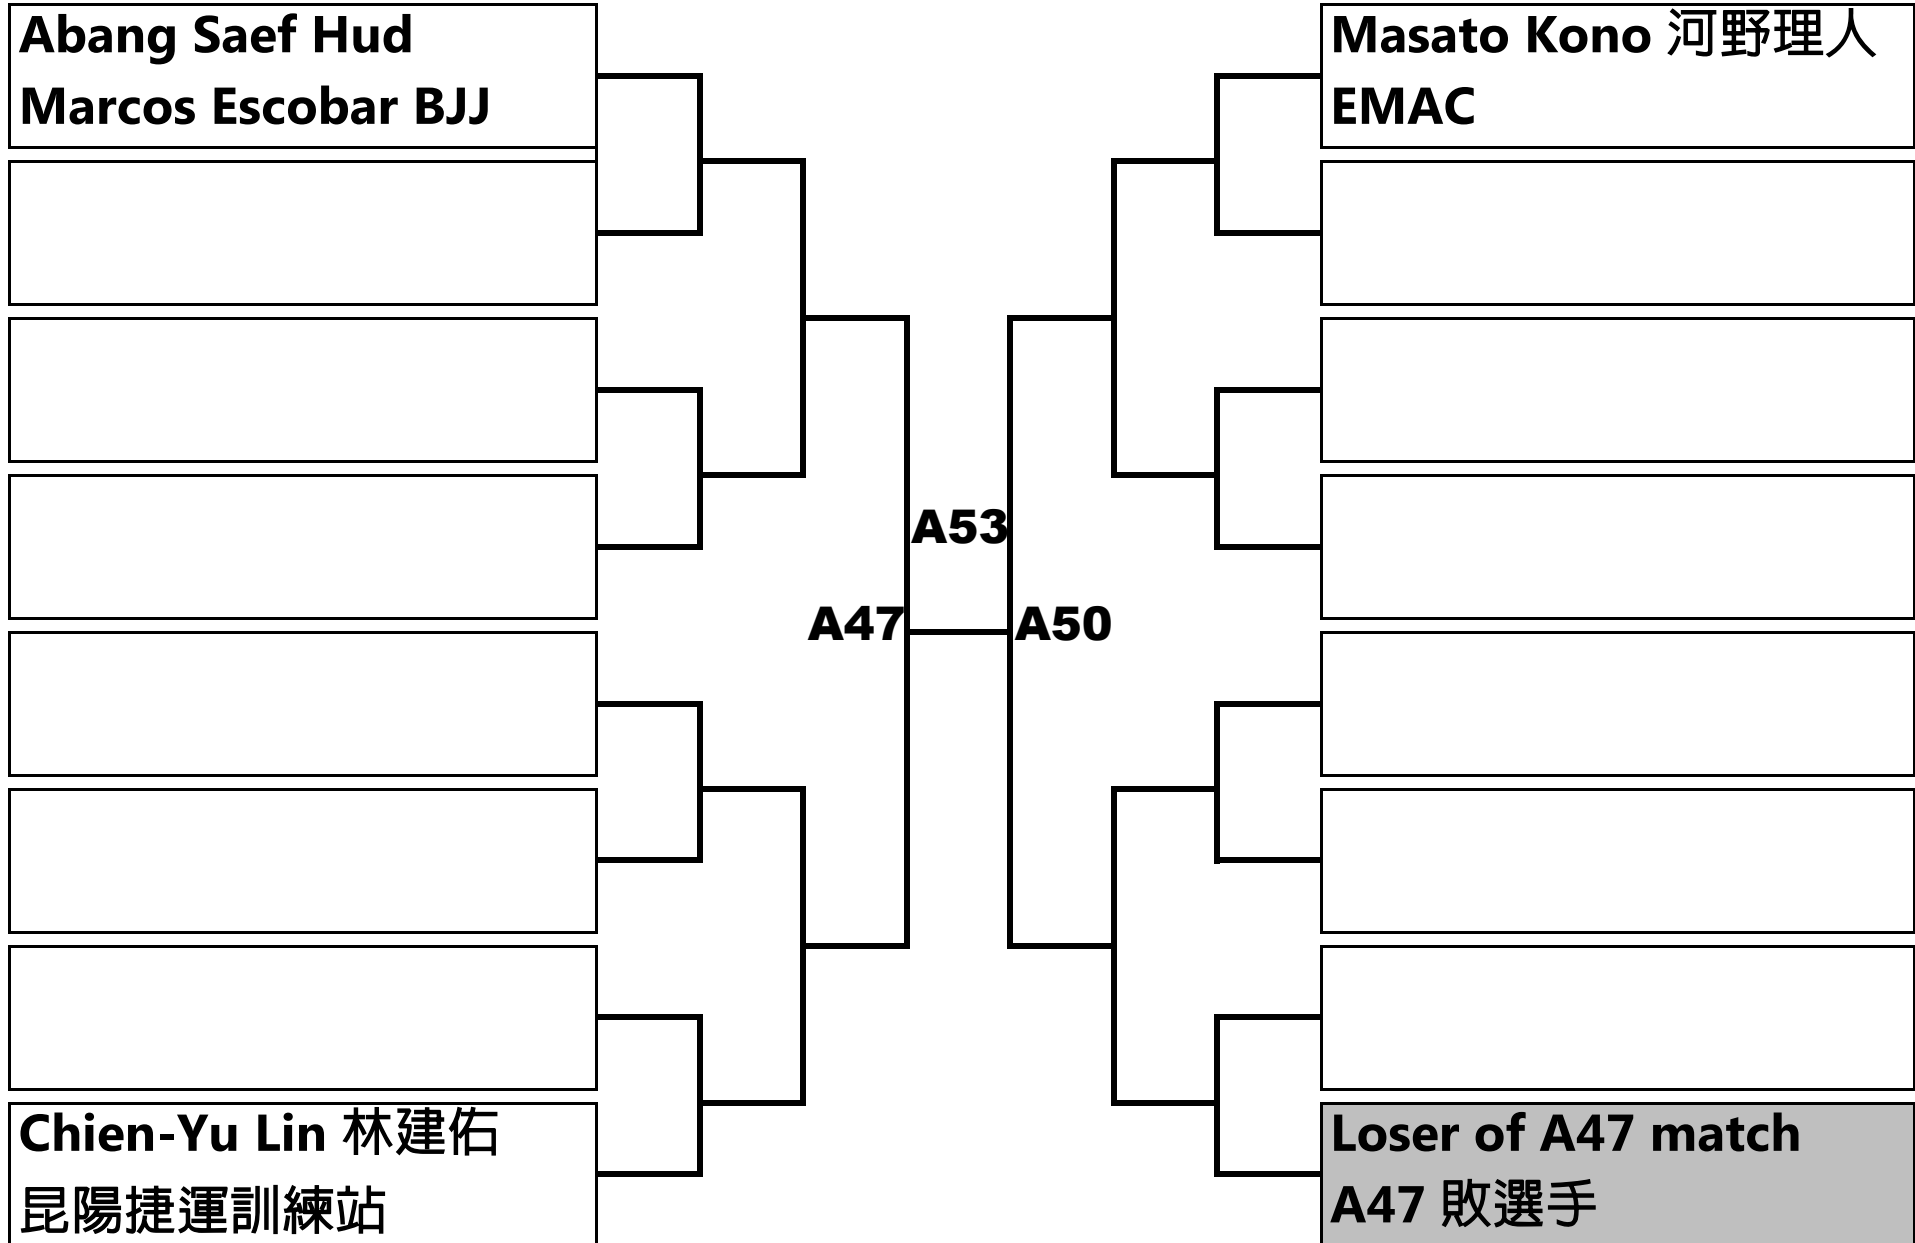 Abang Saef Hud
Marcos Escobar BJJ
Masato Kono 河野理人
EMAC
A53
A47
A50
Chien-Yu Lin 林建佑
昆陽捷運訓練站
Loser of A47 match
A47 敗選手